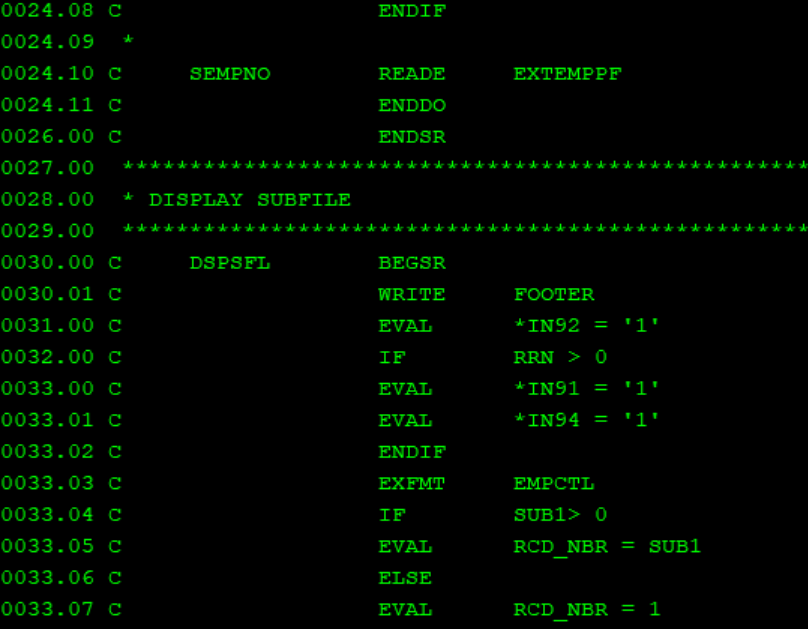 0024.08 C                   ENDIF
0024.09  *
0024.10 C     SEMPNO        READE     EXTEMPPF
0024.11 C                   ENDDO
0026.00 C                   ENDSR
0027.00  ***************************************************
0028.00  * DISPLAY SUBFILE
0029.00  ***************************************************
0030.00 C     DSPSFL        BEGSR
0030.01 C                   WRITE     FOOTER
0031.00 C                   EVAL      *IN92 = '1'
0032.00 C                   IF        RRN > 0
0033.00 C                   EVAL      *IN91 = '1'
0033.01 C                   EVAL      *IN94 = '1'
0033.02 C                   ENDIF
0033.03 C                   EXFMT     EMPCTL
0033.04 C                   IF        SUB1> 0
0033.05 C                   EVAL      RCD_NBR = SUB1
0033.06 C                   ELSE
0033.07 C                   EVAL      RCD_NBR = 1